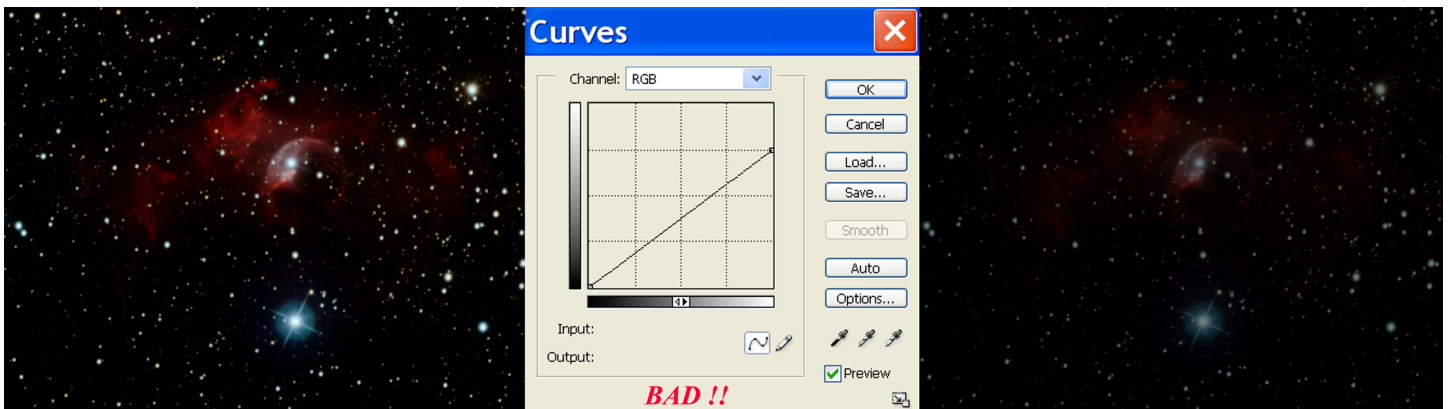 Curves
Channel: RGB
OK
Cancel
Load...
Save...
Smooth
Auto
Options...
Input:
Output:
Preview
BAD !!